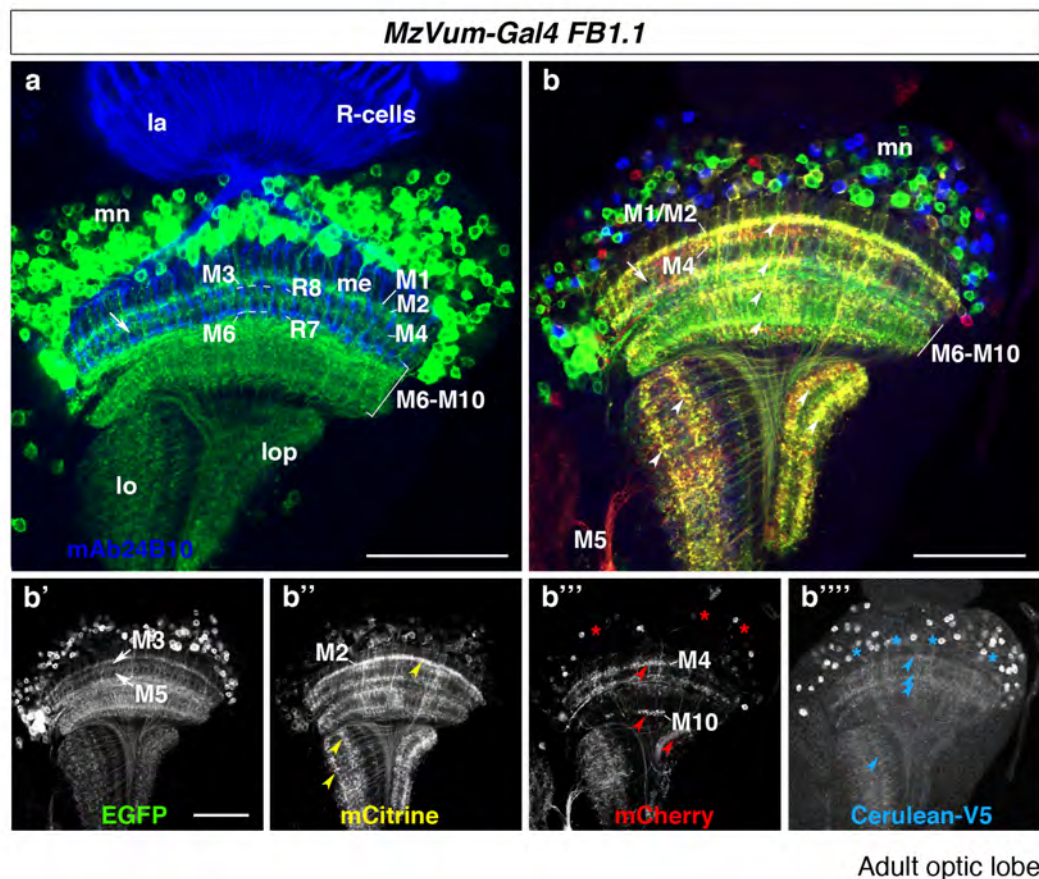 MzVum-Gal4 FB1.1
a
la
R-cells
mn
M3
R8
me
M1
M2
M6
R7
M4
M6-M10
lo
lop
mAb24B10
b
mn
M1/M2
M4
M6-M10
M5
b'
M3
M5
EGFP
b''
M2
mCitrine
b'''
* * *
M4
M10
mCherry
b''''
* * * *
Cerulean-V5
Adult optic lobe